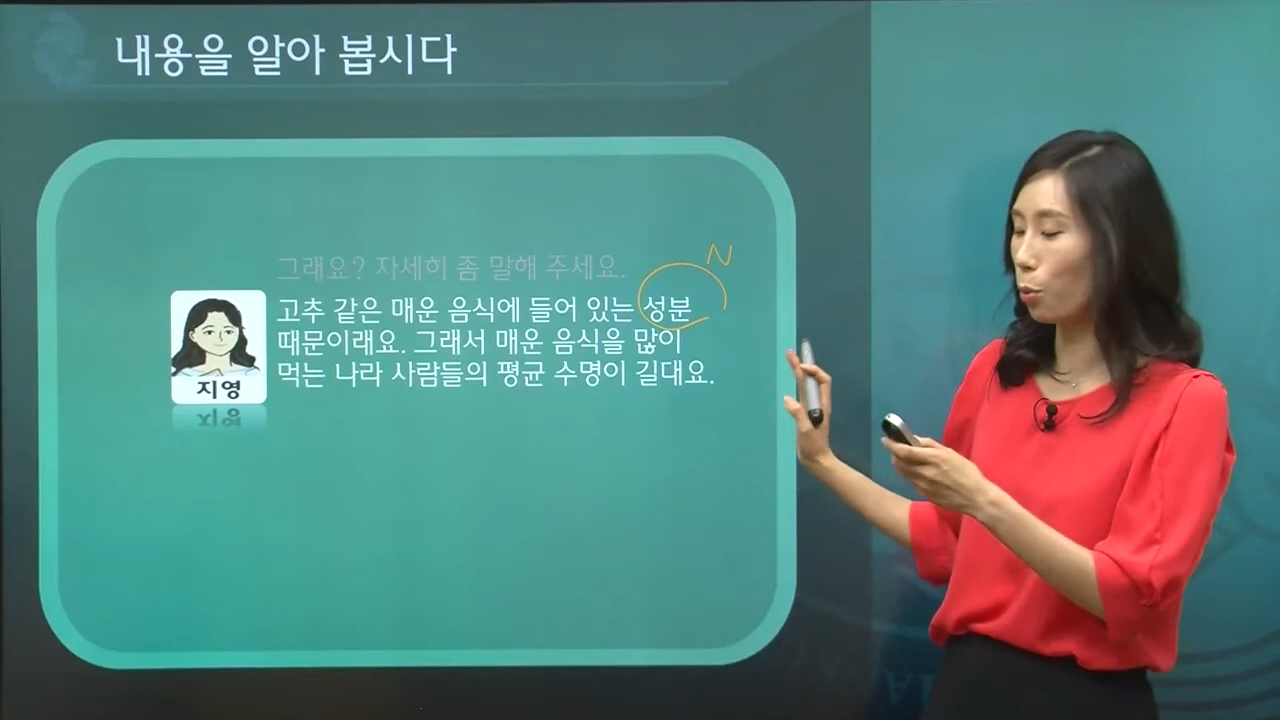 내용을 알아 봅시다
그래요? 자세히 좀 말해 주세요.
N
고추 같은 매운 음식에 들어 있는 성분
때문이래요. 그래서 매운 음식을 많이
먹는 나라 사람들의 평균 수명이 길대요.
지영